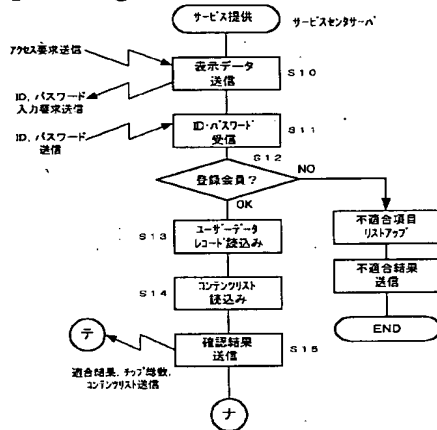 サービス提供
サービスセンタサーバ
アクセス要求送信
表示データ
送信
S10
ID、パスワード
入力要求送信
ID・パスワード
受信
S11
ID、パスワード
送信
S12
登録会員?
NO
OK
不適合項目
リストアップ
S13
ユーザーデータ
レコード読込み
不適合結果
送信
S14
コンテンツリスト
読込み
END
テ
確認結果
送信
S15
適合結果、チップ総数、
コンテンツリスト送信
ナ